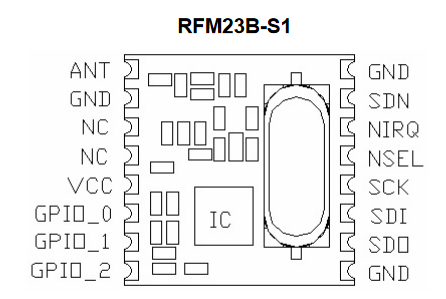 RFM23B-S1
ANT GND
GND SDN
NC NIRQ
NC NSEL
VCC SCK
GPIO_0 IC SDI
GPIO_1 SDO
GPIO_2 GND